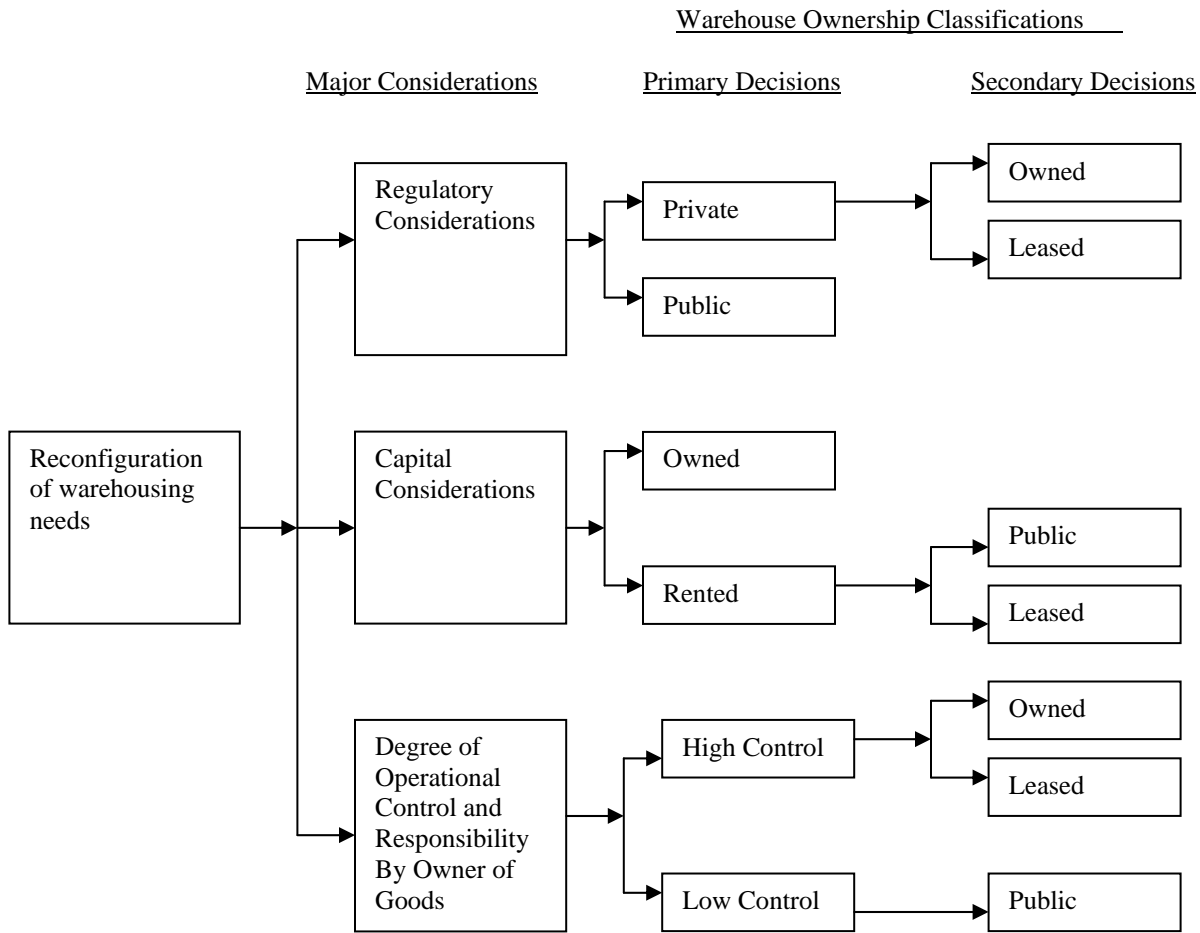 Warehouse Ownership Classifications
Major Considerations
Primary Decisions
Secondary Decisions
Regulatory
Considerations
Private
Public
Owned
Leased
Reconfiguration
of warehousing
needs
Capital
Considerations
Owned
Rented
Public
Leased
Degree of
Operational
Control and
Responsibility
By Owner of
Goods
High Control
Low Control
Owned
Leased
Public